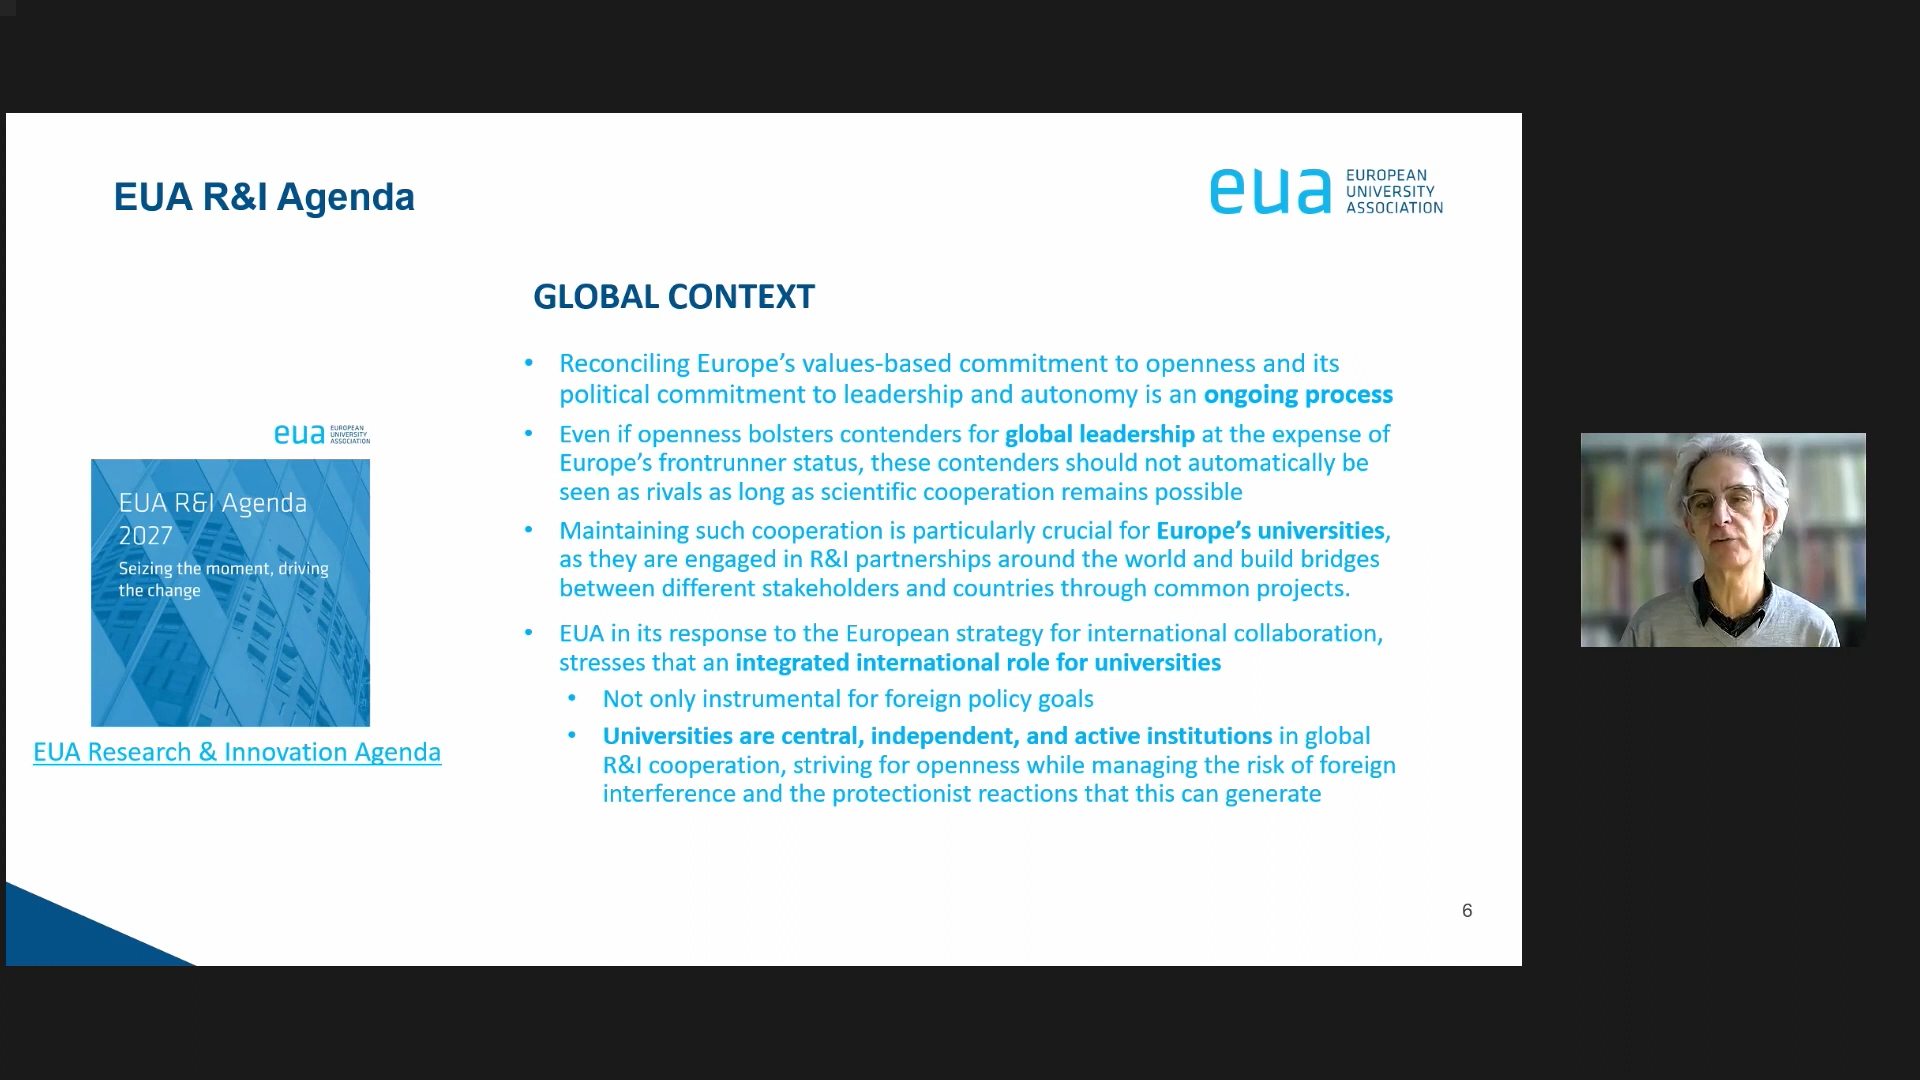 EUA R&I Agenda
eua EUROPEAN
UNIVERSITY
ASSOCIATION
GLOBAL CONTEXT
• Reconciling Europe’s values-based commitment to openness and its
political commitment to leadership and autonomy is an ongoing process
• Even if openness bolsters contenders for global leadership at the expense of
Europe’s frontrunner status, these contenders should not automatically be
seen as rivals as long as scientific cooperation remains possible
• Maintaining such cooperation is particularly crucial for Europe’s universities,
as they are engaged in R&I partnerships around the world and build bridges
between different stakeholders and countries through common projects.
• EUA in its response to the European strategy for international collaboration,
stresses that an integrated international role for universities
• Not only instrumental for foreign policy goals
• Universities are central, independent, and active institutions in global
R&I cooperation, striving for openness while managing the risk of foreign
interference and the protectionist reactions that this can generate
eua EUROPEAN
UNIVERSITY
ASSOCIATION
EUA R&I Agenda
2027
Seizing the moment, driving
the change
EUA Research & Innovation Agenda
6